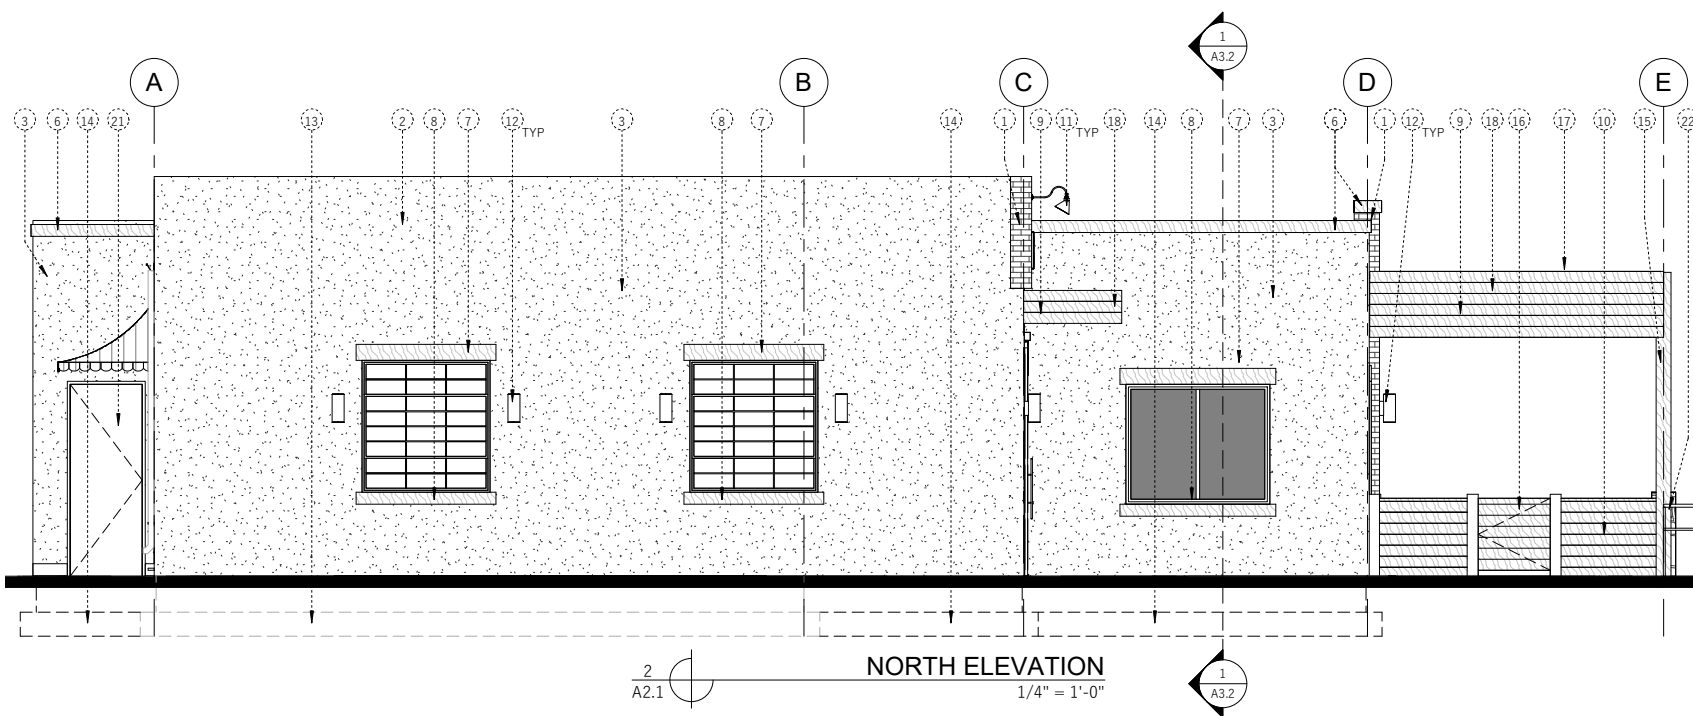 1
A3.2
A B C D E
3 6 14 21 13 2 8 7 12 TYP 3 8 7 14 1 9 11 TYP 18 14 8 7 3 6 1 12 TYP 9 18 16 17 10 15 22
2
A2.1
NORTH ELEVATION
1/4" = 1'-0"
1
A3.2